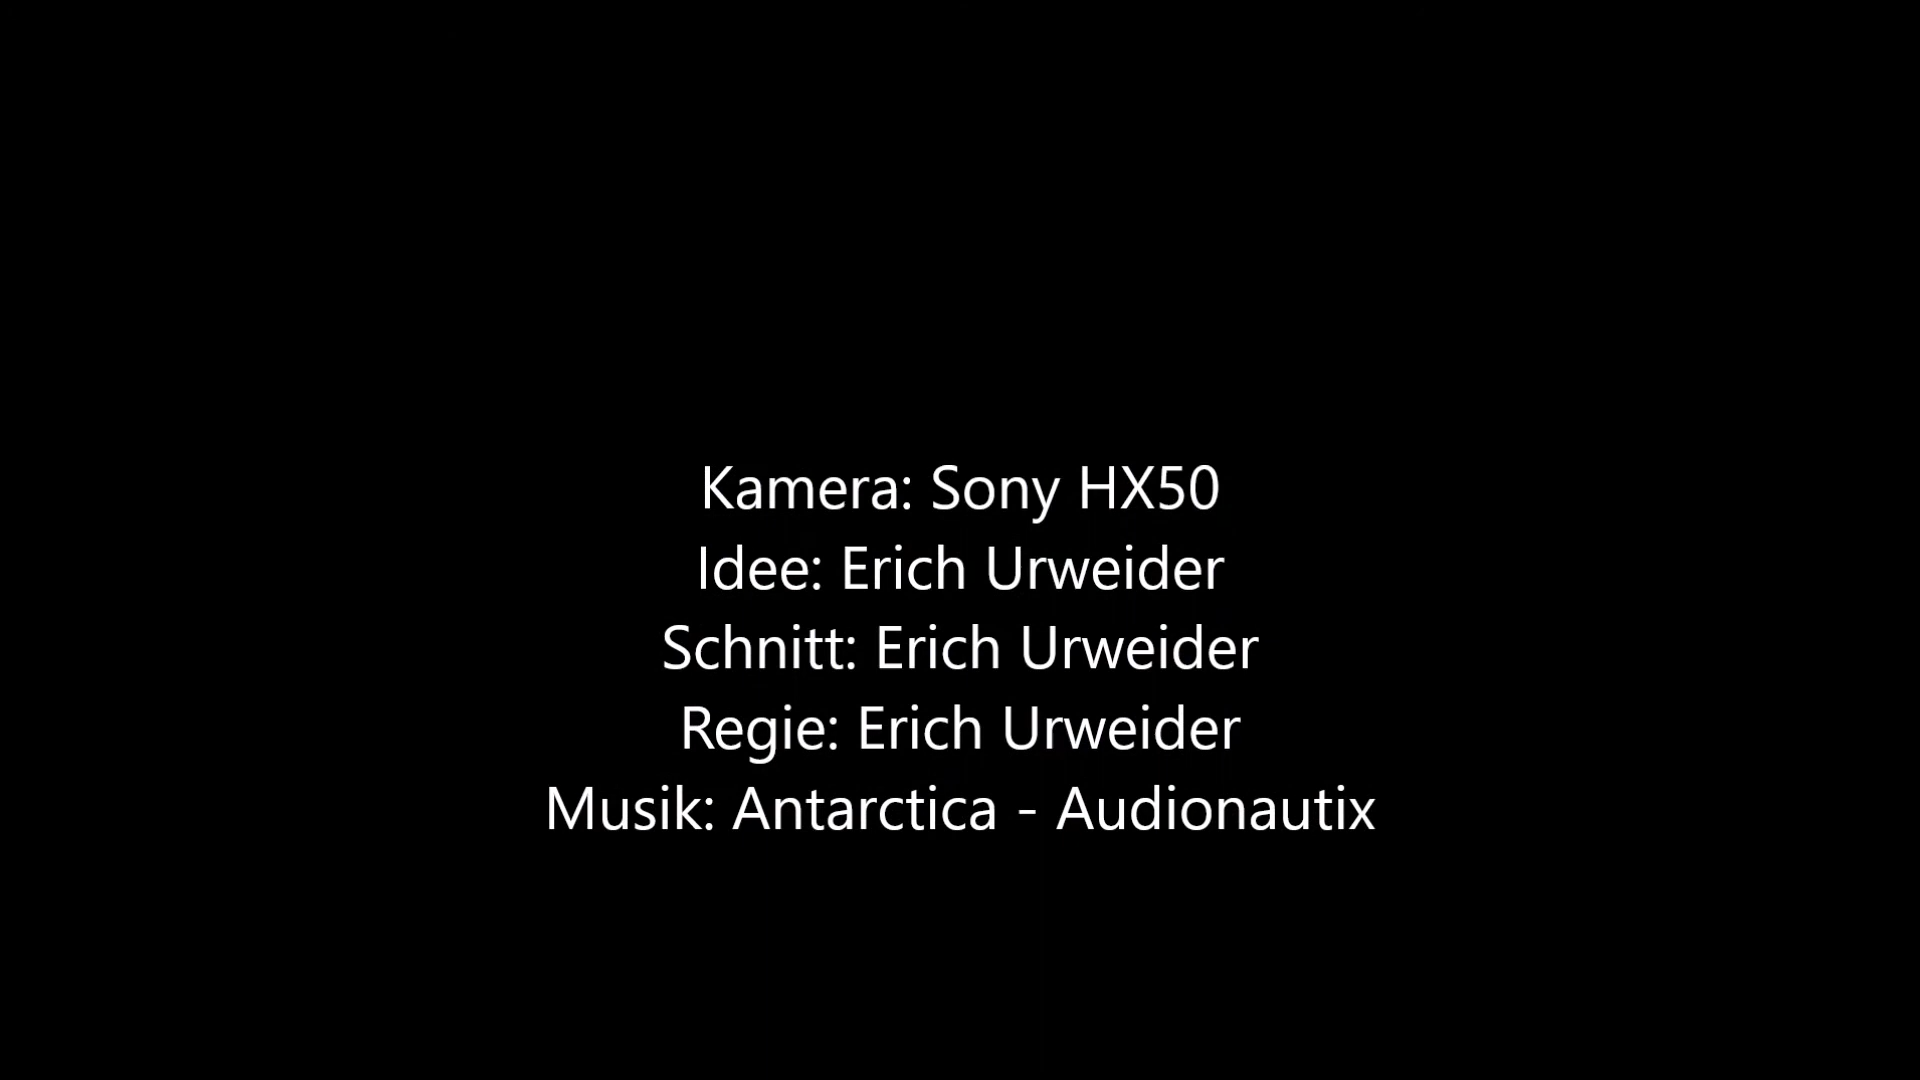 Kamera: Sony HX50
Idee: Erich Urweider
Schnitt: Erich Urweider
Regie: Erich Urweider
Musik: Antarctica - Audionautix